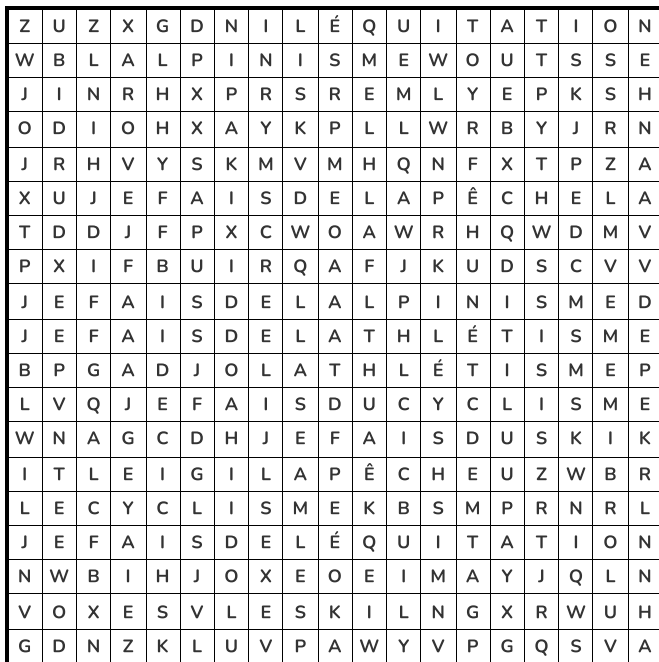 Z U Z X G D N I L É Q U I T A T I O N
W B L A L P I N I S M E W O U T S S E
J I N R H X P R S R E M L Y E P K S H
O D I O H X A Y K P L L W R B Y J R N
J R H V Y S K M V M H Q N F X T P Z A
X U J E F A I S D E L A P Ê C H E L A
T D D J F P X C W O A W R H Q W D M V
P X I F B U I R Q A F J K U D S C V V
J E F A I S D E L A L P I N I S M E D
J E F A I S D E L A T H L É T I S M E
B P G A D J O L A T H L É T I S M E P
L V Q J E F A I S D U C Y C L I S M E
W N A G C D H J E F A I S D U S K I K
I T L E I G I L A P Ê C H E U Z W B R
L E C Y C L I S M E K B S M P R N R L
J E F A I S D E L É Q U I T A T I O N
N W B I H J O X E O E I M A Y J Q L N
V O X E S V L E S K I L N G X R W U H
G D N Z K L U V P A W Y V P G Q S V A